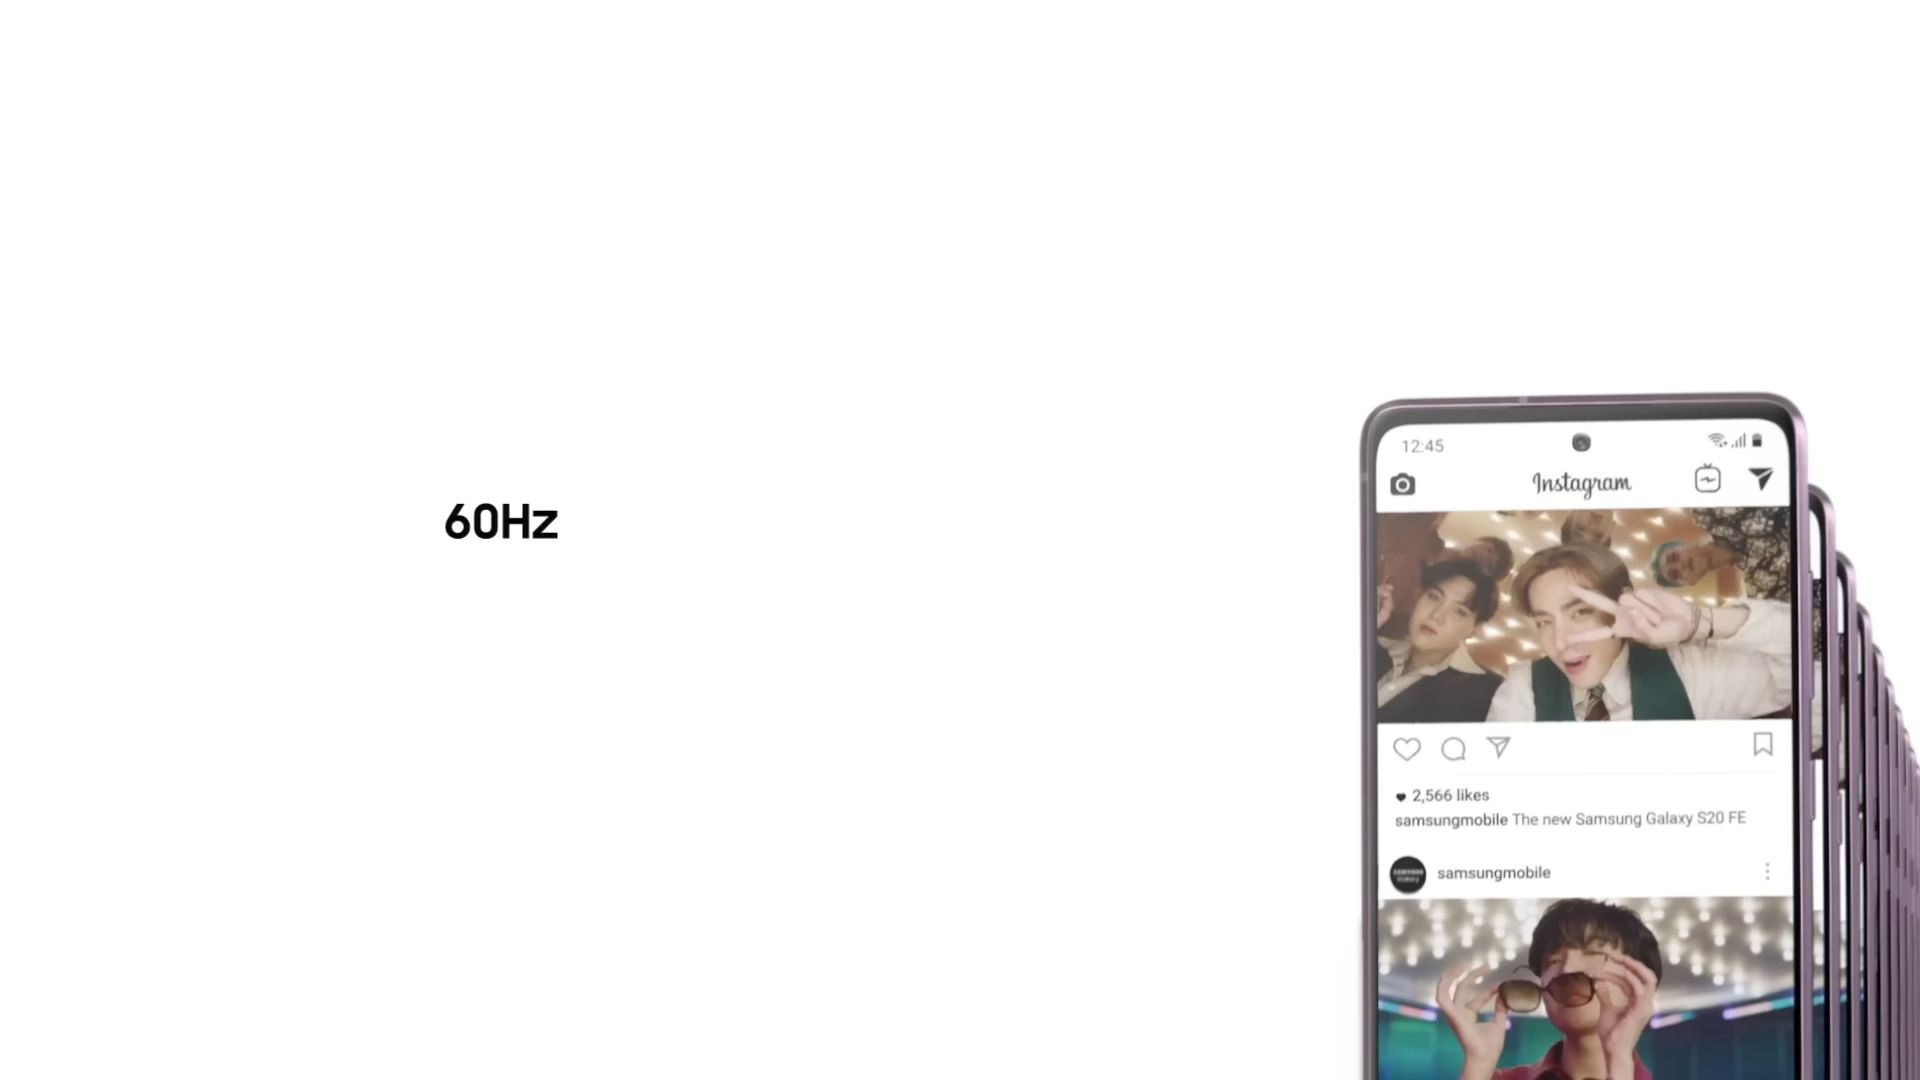 60Hz
12:45
Instagram
2,566 likes
samsungmobile The new Samsung Galaxy S20 FE
samsungmobile